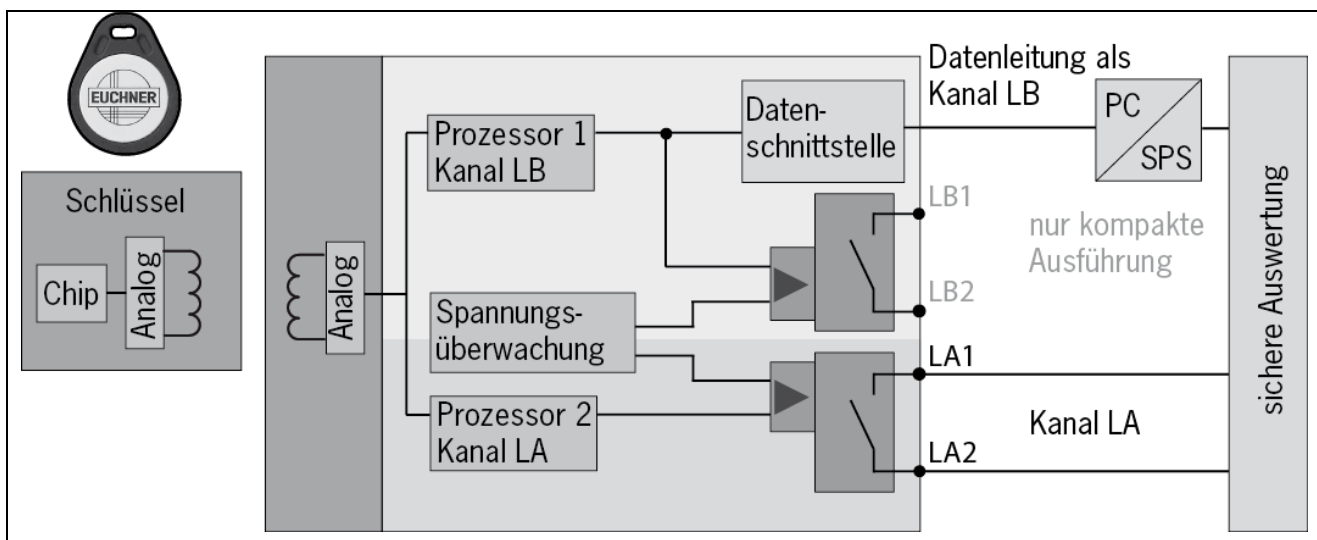 EUCHNER
Schlüssel
Chip
Analog
Analog
Prozessor 1
Kanal LB
Spannungs-
überwachung
Prozessor 2
Kanal LA
Daten-
schnittstelle
Datenleitung als
Kanal LB
PC
SPS
LB1
LB2
nur kompakte
Ausführung
LA1
Kanal LA
LA2
sichere Auswertung